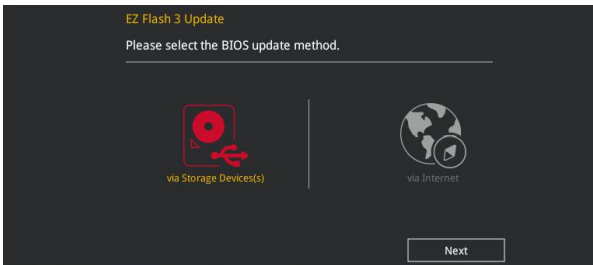 EZ Flash 3 Update
Please select the BIOS update method.
via Storage Devices(s)
via Internet
Next